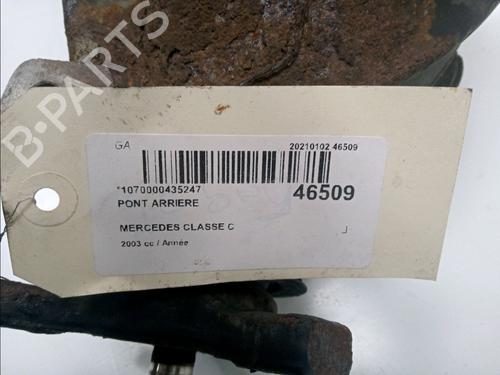 B-PARTS
GA
20210102 46509
*1070000435247
46509
PONT ARRIERE
MERCEDES CLASSE C
2003 cc / Année